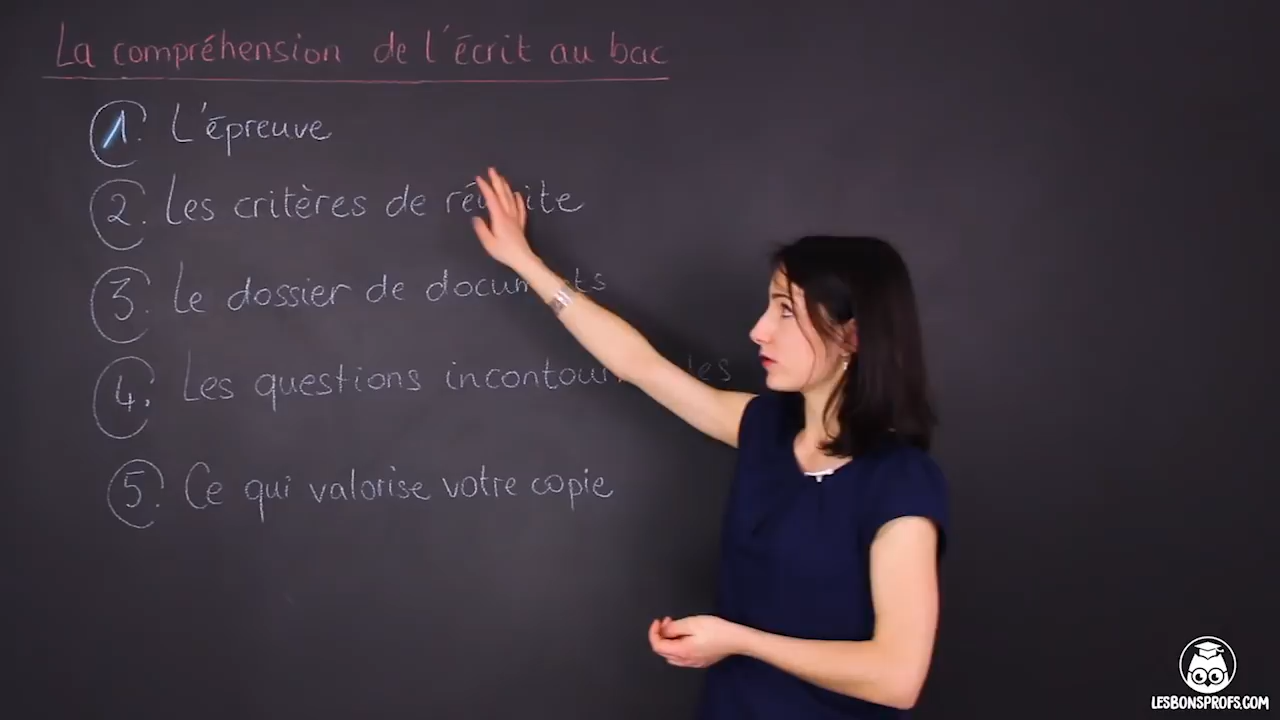 La compréhension de l'écrit au bac
1. L'épreuve
2. Les critères de
3. Le dossier de
4. Les questions
5. Ce qui valorise votre copie
LESBONSPROFS.COM